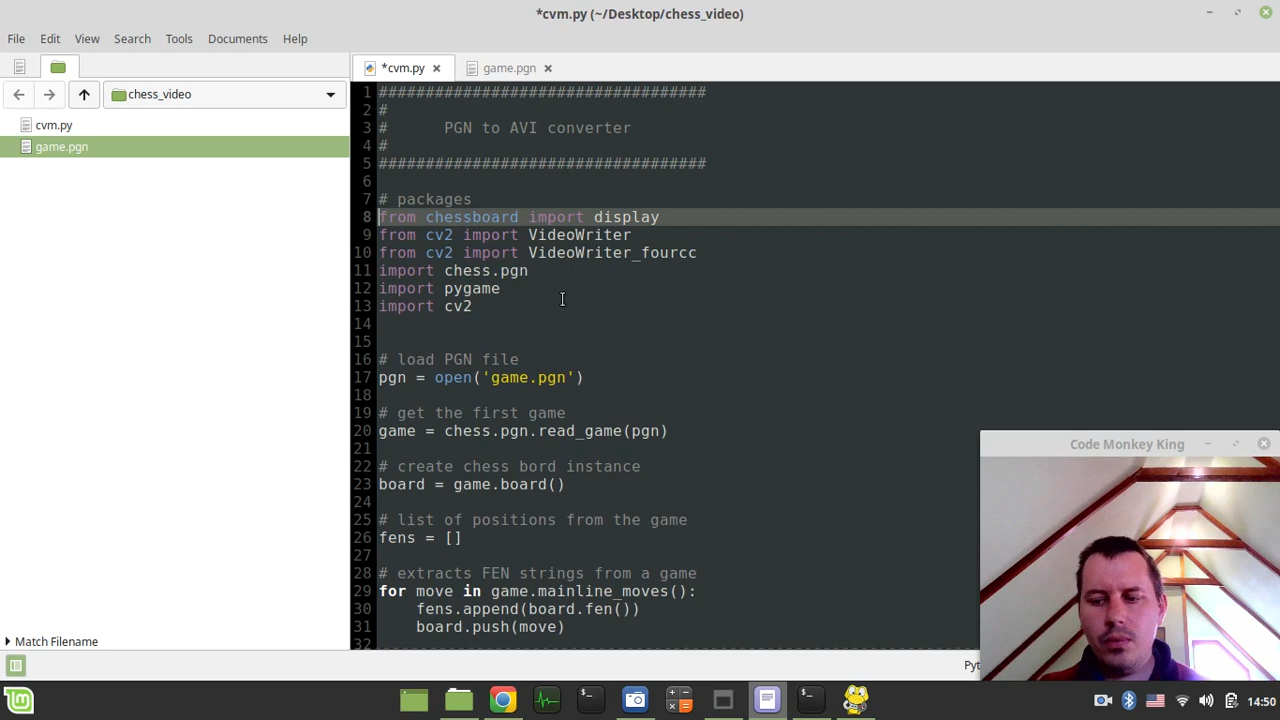 *cvm.py (~/Desktop/chess_video)
File Edit View Search Tools Documents Help
*cvm.py
game.pgn
chess_video
cvm.py
game.pgn
1 ###################################
2 #
3 #      PGN to AVI converter
4 #
5 ###################################
6
7 # packages
8 from chessboard import display
9 from cv2 import VideoWriter
10 from cv2 import VideoWriter_fourcc
11 import chess.pgn
12 import pygame
13 import cv2
14
15
16 # load PGN file
17 pgn = open('game.pgn')
18
19 # get the first game
20 game = chess.pgn.read_game(pgn)
21
22 # create chess bord instance
23 board = game.board()
24
25 # list of positions from the game
26 fens = []
27
28 # extracts FEN strings from a game
29 for move in game.mainline_moves():
30     fens.append(board.fen())
31     board.push(move)
32
Match Filename
Code Monkey King
Pyt
14:50